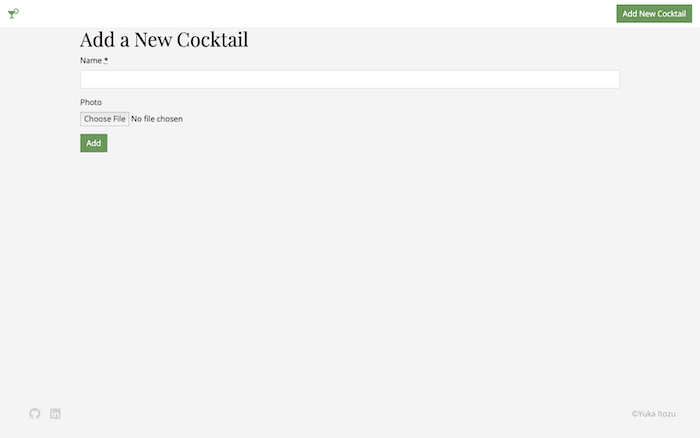 Add New Cocktail
Add a New Cocktail
Name *
Photo
Choose File No file chosen
Add
©Yuka Itozu